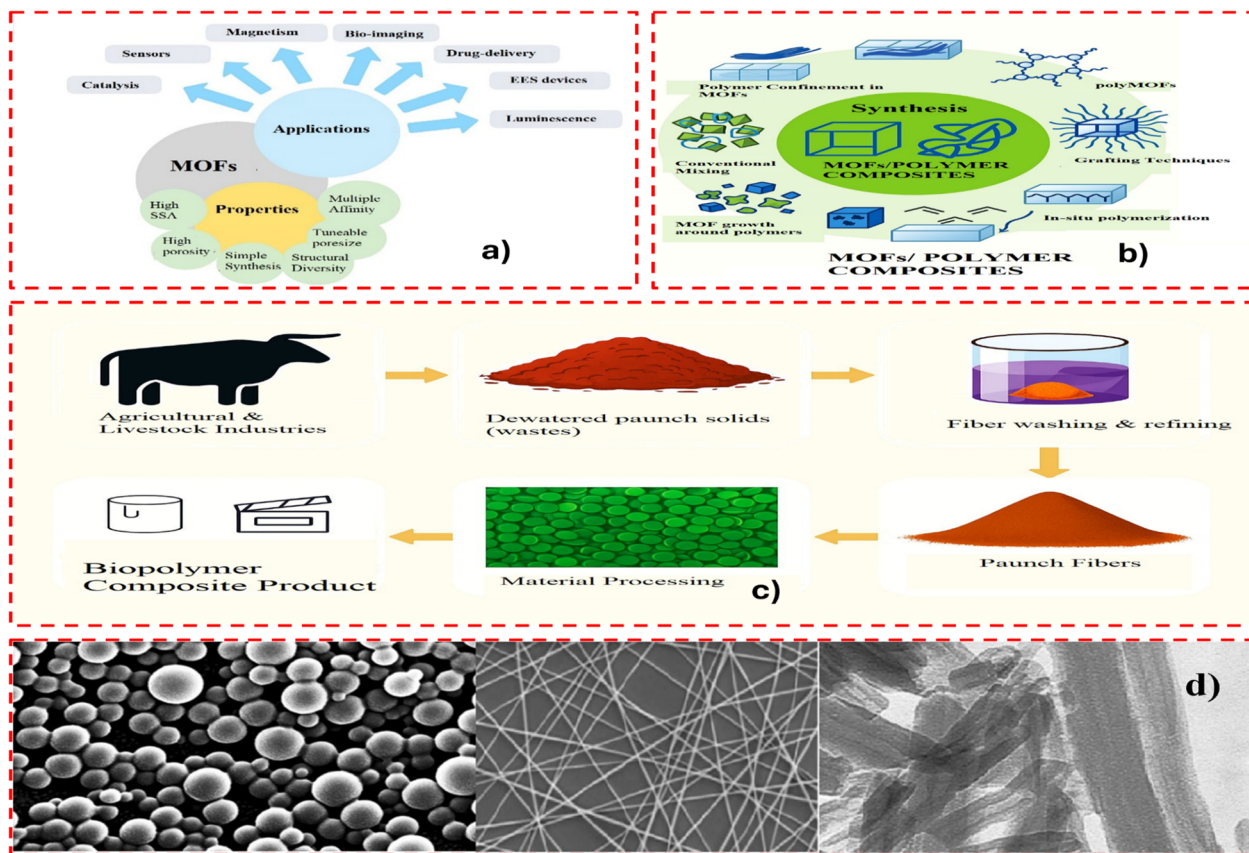 Magnetism
Bio-imaging
Sensors
Drug-delivery
Catalysis
EES devices
Applications
Luminescence
MOFs
High
SSA
Properties
Multiple
Affinity
High
porosity
Tuneable
poresize
Simple
Synthesis
Structural
Diversity
a)
Polymer Confinement in
MOFs
polyMOFs
Synthesis
MOFs/POLYMER
COMPOSITES
Conventional
Mixing
Grafting Techniques
MOF growth
around polymers
In-situ polymerization
MOFs/ POLYMER
COMPOSITES
b)
Agricultural &
Livestock Industries
Dewatered paunch solids
(wastes)
Fiber washing & refining
Biopolymer
Composite Product
Material Processing
Paunch Fibers
c)
d)